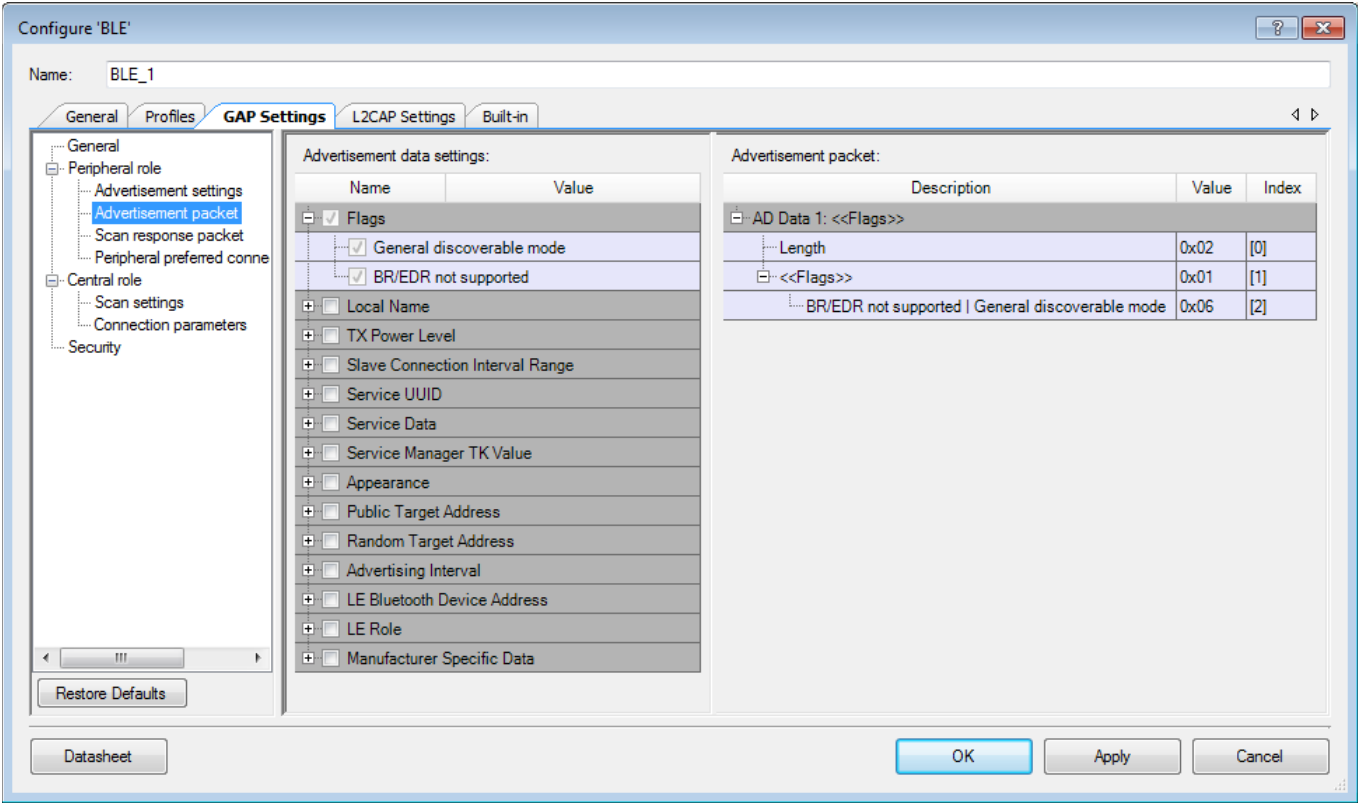 Configure 'BLE'
Name: BLE_1
General Profiles GAP Settings L2CAP Settings Built-in
General
Peripheral role
Advertisement settings
Advertisement packet
Scan response packet
Peripheral preferred conne
Central role
Scan settings
Connection parameters
Security
Restore Defaults
Advertisement data settings:
Name Value
Flags
General discoverable mode
BR/EDR not supported
Local Name
TX Power Level
Slave Connection Interval Range
Service UUID
Service Data
Service Manager TK Value
Appearance
Public Target Address
Random Target Address
Advertising Interval
LE Bluetooth Device Address
LE Role
Manufacturer Specific Data
Advertisement packet:
Description Value Index
AD Data 1: <<Flags>>
Length 0x02 [0]
<<Flags>> 0x01 [1]
BR/EDR not supported | General discoverable mode 0x06 [2]
Datasheet OK Apply Cancel